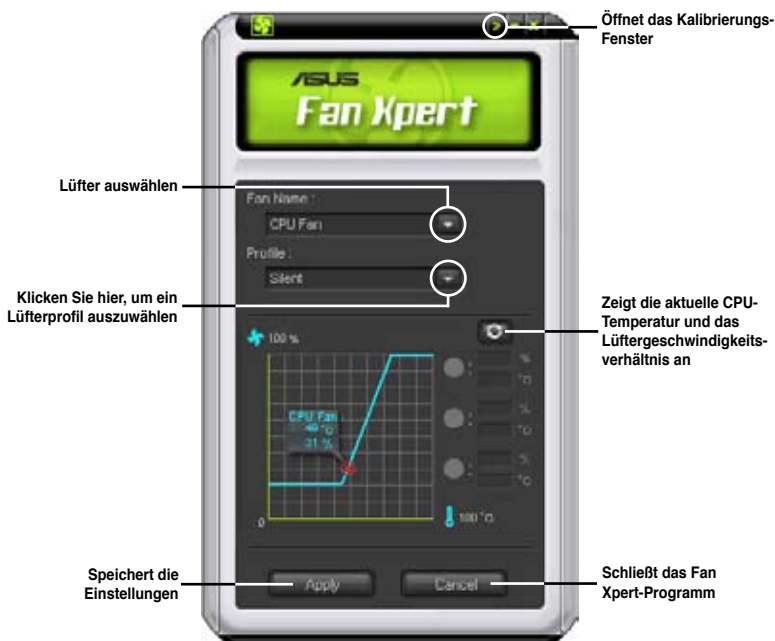 Öffnet das Kalibrierungs-
Fenster
ASUS
Fan Xpert
Lüfter auswählen
Fan Name :
CPU Fan
Profile :
Silent
Klicken Sie hier, um ein
Lüfterprofil auszuwählen
Zeigt die aktuelle CPU-
Temperatur und das
Lüftergeschwindigkeits-
verhältnis an
100 %
%
°C
CPU Fan
49 °C
31 %
%
°C
%
°C
0
100 °C
Speichert die
Einstellungen
Apply
Cancel
Schließt das Fan
Xpert-Programm